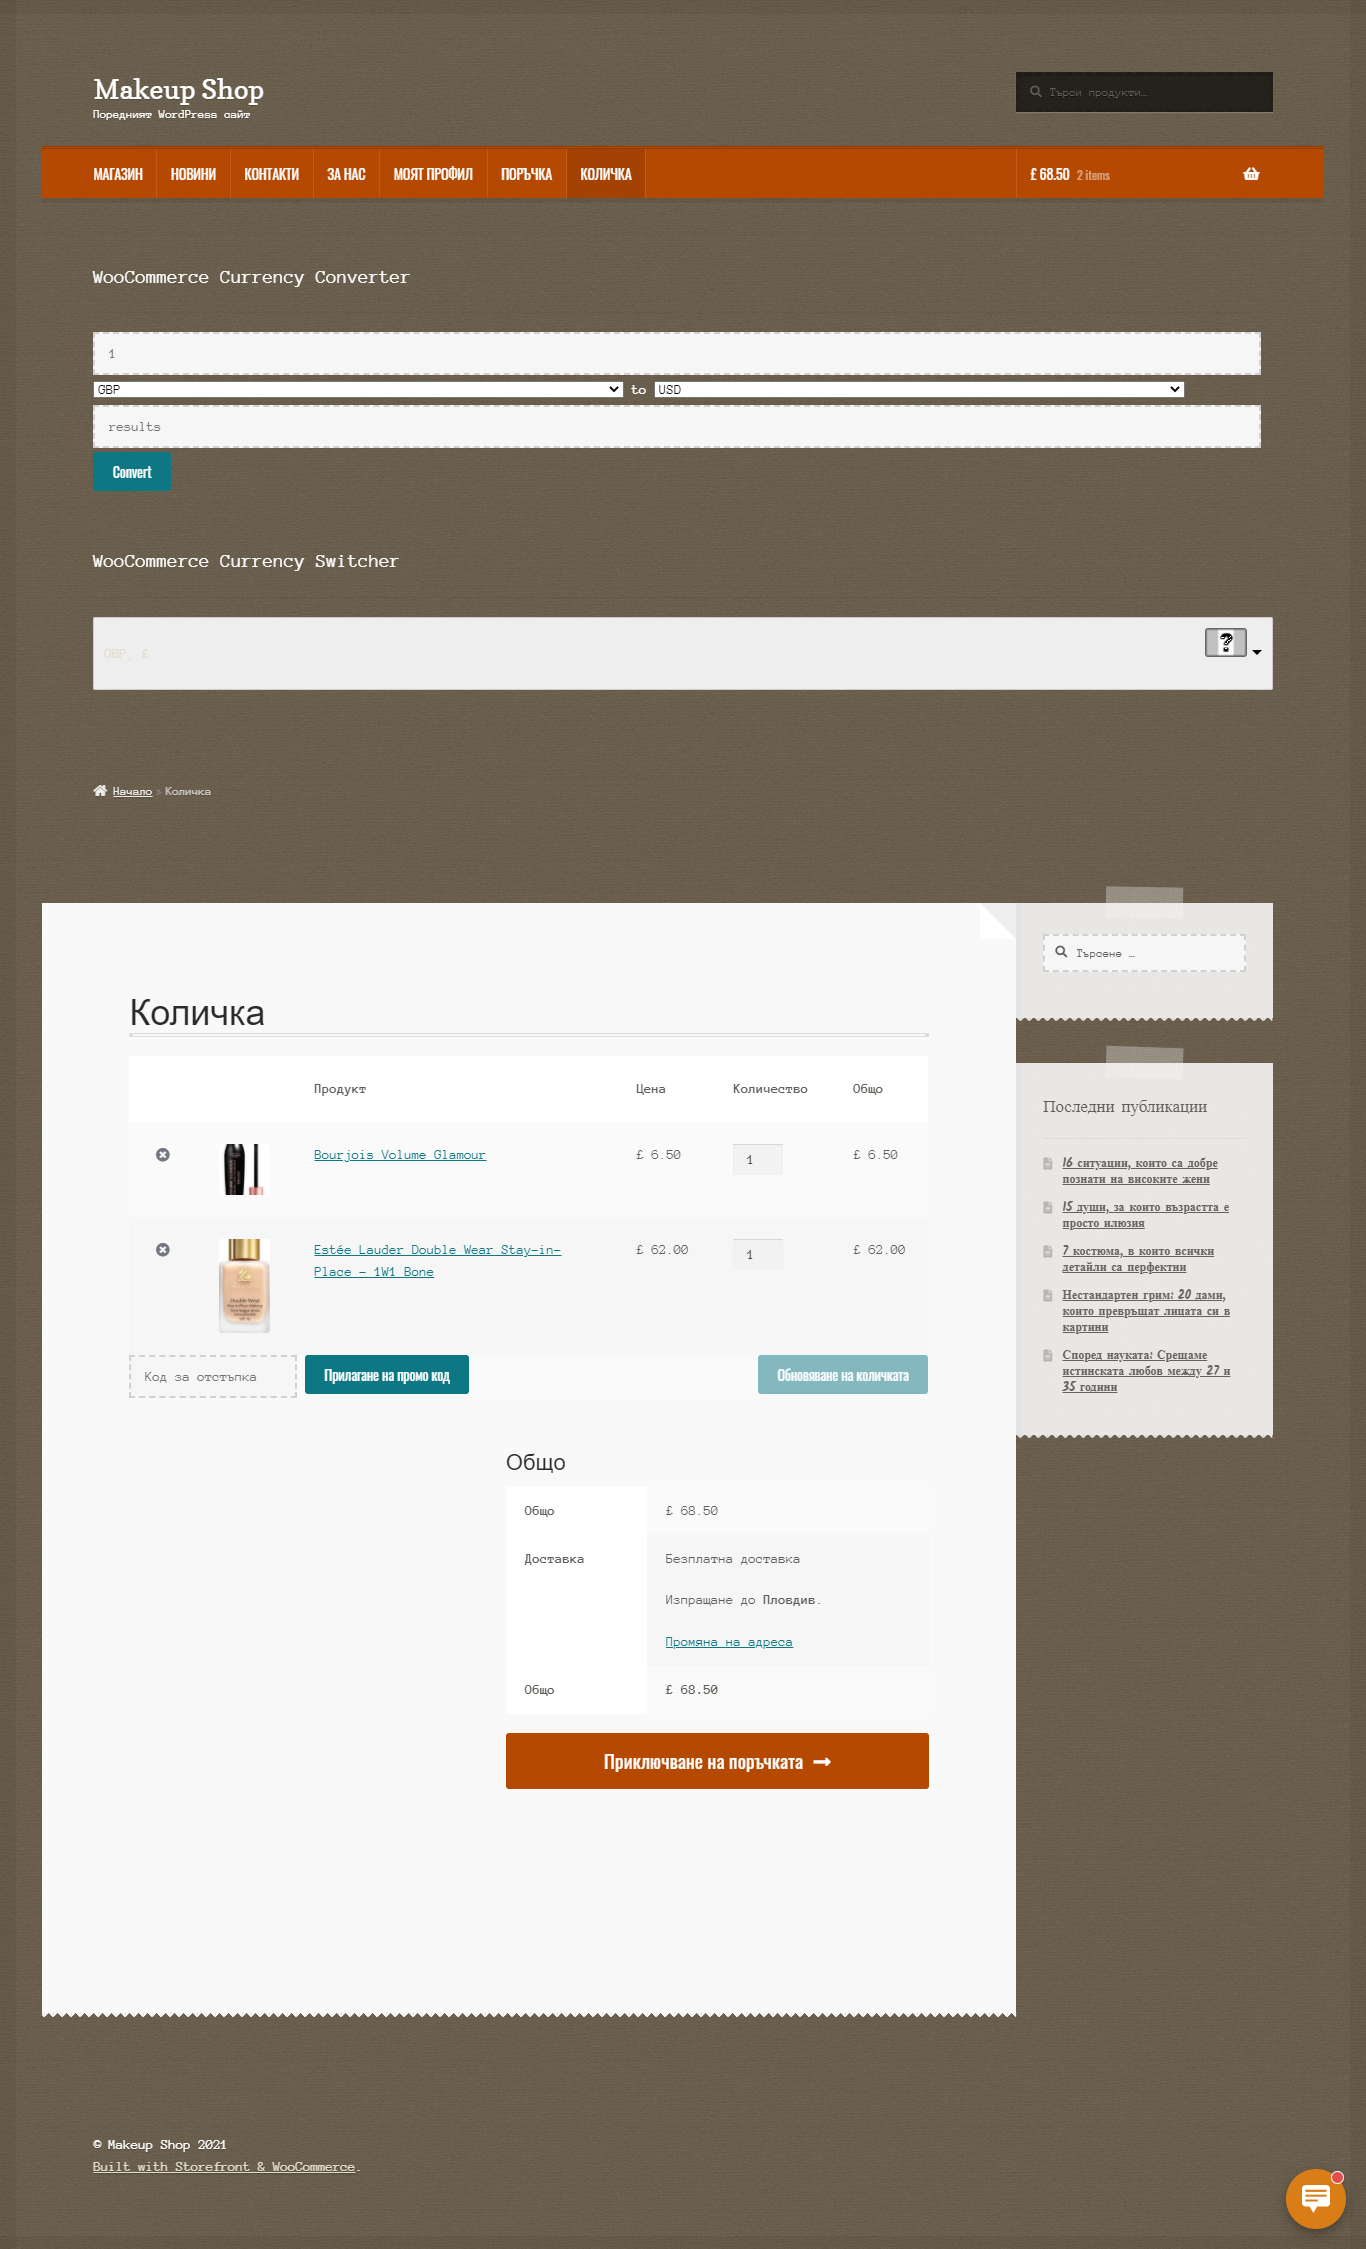 Makeup Shop
Поредният WordPress сайт
Търси продукти…
МАГАЗИН НОВИНИ КОНТАКТИ ЗА НАС МОЯТ ПРОФИЛ ПОРЪЧКА КОЛИЧКА £ 68.50 2 items
WooCommerce Currency Converter
1
GBP to USD
results
Convert
WooCommerce Currency Switcher
GBP, £ ?
Начало › Количка
Количка
Продукт Цена Количество Общо
Bourjois Volume Glamour £ 6.50 1 £ 6.50
Estée Lauder Double Wear Stay-in- £ 62.00 1 £ 62.00
Place – 1W1 Bone
Double Wear
Код за отстъпка Прилагане на промо код Обновяване на количката
Общо
Общо £ 68.50
Доставка Безплатна доставка
Изпращане до Пловдив.
Промяна на адреса
Общо £ 68.50
Приключване на поръчката →
Търсене …
Последни публикации
16 ситуации, които са добре
познати на високите жени
15 души, за които възрастта е
просто илюзия
7 костюма, в които всички
детайли са перфектни
Нестандартен грим: 20 дами,
които превръщат лицата си в
картини
Според науката: Срещаме
истинската любов между 27 и
35 години
© Makeup Shop 2021
Built with Storefront & WooCommerce.